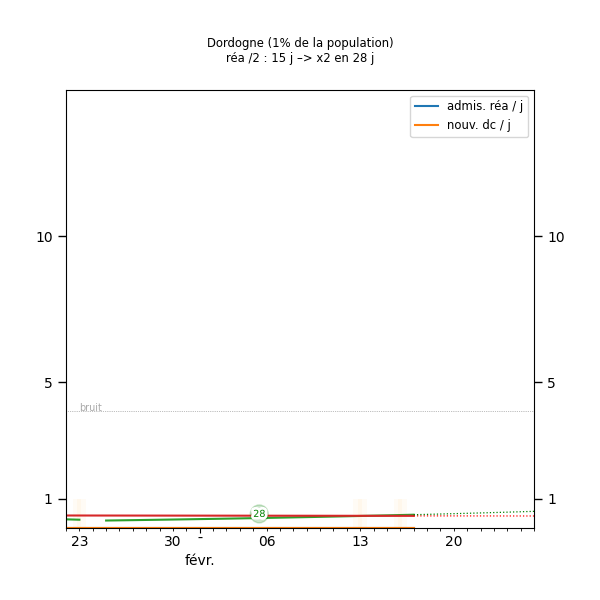 Dordogne (1% de la population)
réa /2 : 15 j –> x2 en 28 j
admis. réa / j
nouv. dc / j
10
10
5
5
bruit
1
1
28
23
30
-
06
13
20
févr.